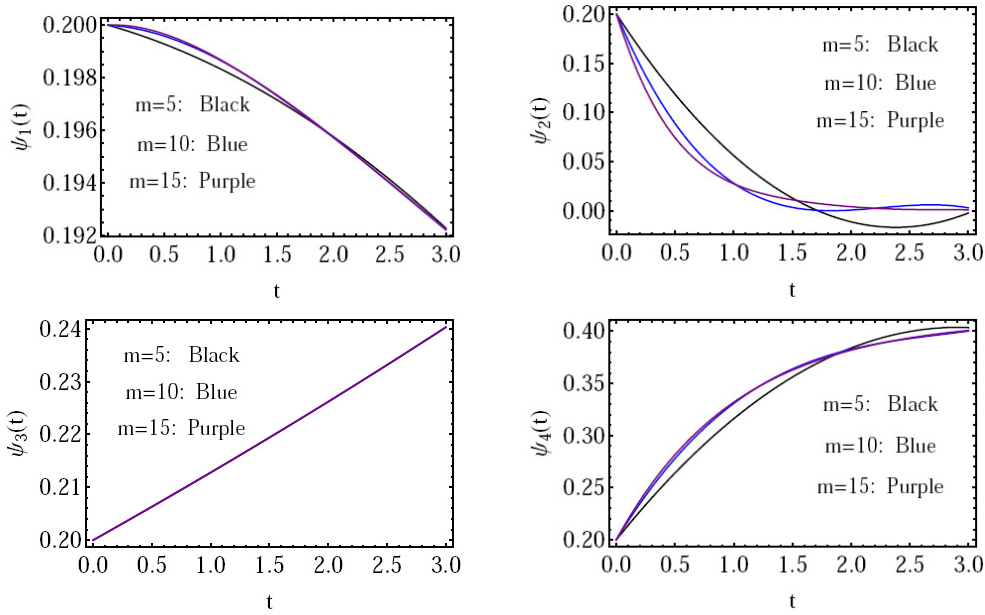 0.200
0.198
0.196
0.194
0.192
ψ1(t)
m=5: Black
m=10: Blue
m=15: Purple
0.0 0.5 1.0 1.5 2.0 2.5 3.0
t
0.20
0.15
0.10
0.05
0.00
ψ2(t)
m=5: Black
m=10: Blue
m=15: Purple
0.0 0.5 1.0 1.5 2.0 2.5 3.0
t
0.24
0.23
0.22
0.21
0.20
ψ3(t)
m=5: Black
m=10: Blue
m=15: Purple
0.0 0.5 1.0 1.5 2.0 2.5 3.0
t
0.40
0.35
0.30
0.25
0.20
ψ4(t)
m=5: Black
m=10: Blue
m=15: Purple
0.0 0.5 1.0 1.5 2.0 2.5 3.0
t